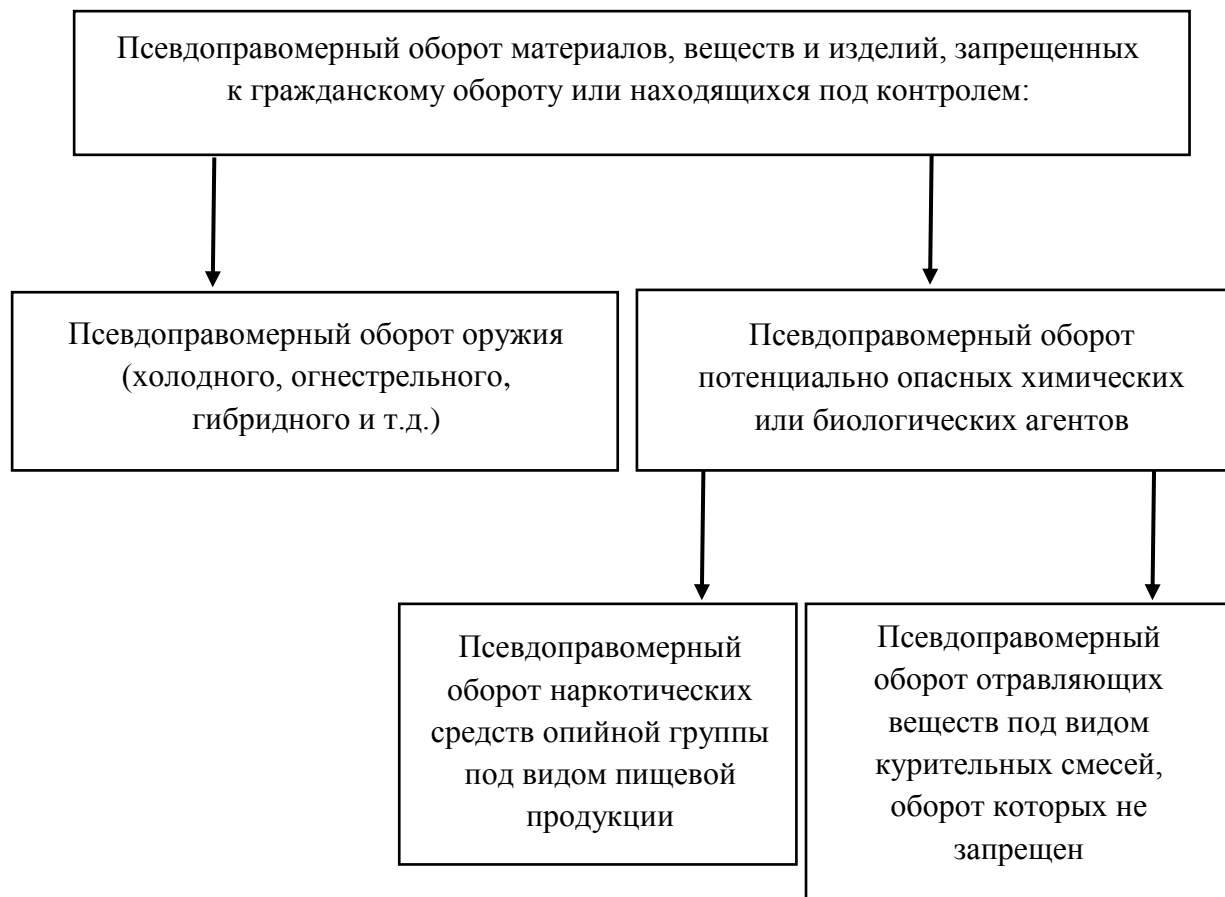 Псевдоправомерный оборот материалов, веществ и изделий, запрещенных
к гражданскому обороту или находящихся под контролем:
Псевдоправомерный оборот оружия
(холодного, огнестрельного,
гибридного и т.д.)
Псевдоправомерный оборот
потенциально опасных химических
или биологических агентов
Псевдоправомерный
оборот наркотических
средств опийной группы
под видом пищевой
продукции
Псевдоправомерный
оборот отравляющих
веществ под видом
курительных смесей,
оборот которых не
запрещен